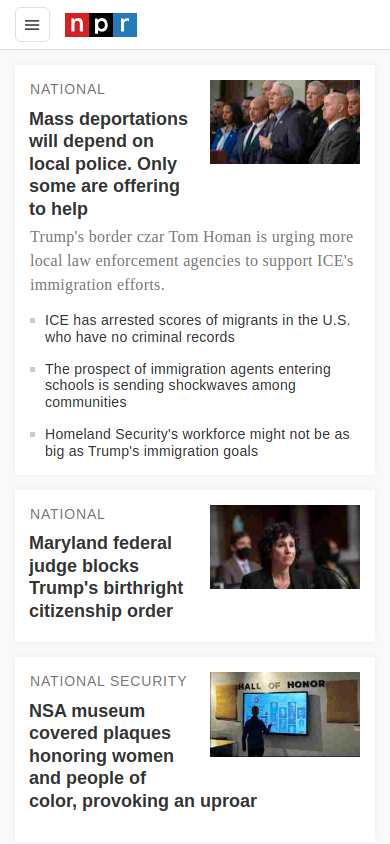 npr
NATIONAL
Mass deportations
will depend on
local police. Only
some are offering
to help
Trump's border czar Tom Homan is urging more
local law enforcement agencies to support ICE's
immigration efforts.
ICE has arrested scores of migrants in the U.S.
who have no criminal records
The prospect of immigration agents entering
schools is sending shockwaves among
communities
Homeland Security's workforce might not be as
big as Trump's immigration goals
NATIONAL
Maryland federal
judge blocks
Trump's birthright
citizenship order
NATIONAL SECURITY
NSA museum
covered plaques
honoring women
and people of
color, provoking an uproar
HALL OF HONOR